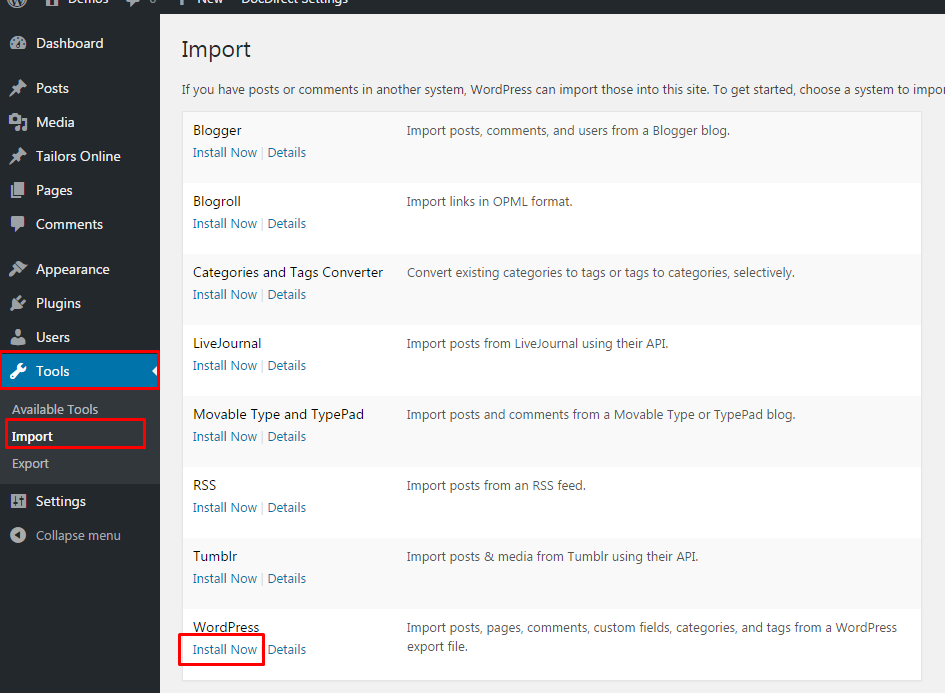 Demos 0 New DocDirect Settings
Dashboard
Posts
Media
Tailors Online
Pages
Comments
Appearance
Plugins
Users
Tools
Available Tools
Import
Export
Settings
Collapse menu
Import
If you have posts or comments in another system, WordPress can import those into this site. To get started, choose a system to impor
Blogger Import posts, comments, and users from a Blogger blog.
Install Now | Details
Blogroll Import links in OPML format.
Install Now | Details
Categories and Tags Converter Convert existing categories to tags or tags to categories, selectively.
Install Now | Details
LiveJournal Import posts from LiveJournal using their API.
Install Now | Details
Movable Type and TypePad Import posts and comments from a Movable Type or TypePad blog.
Install Now | Details
RSS Import posts from an RSS feed.
Install Now | Details
Tumblr Import posts & media from Tumblr using their API.
Install Now | Details
WordPress Import posts, pages, comments, custom fields, categories, and tags from a WordPress
export file.
Install Now Details